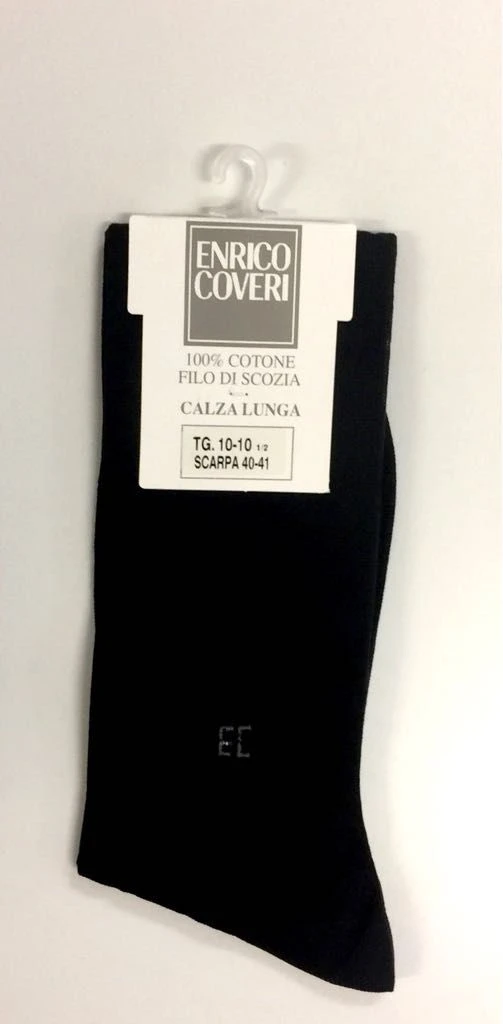 ENRICO
COVERI
100% COTONE
FILO DI SCOZIA
CALZA LUNGA
TG. 10-10 1/2
SCARPA 40-41
EC